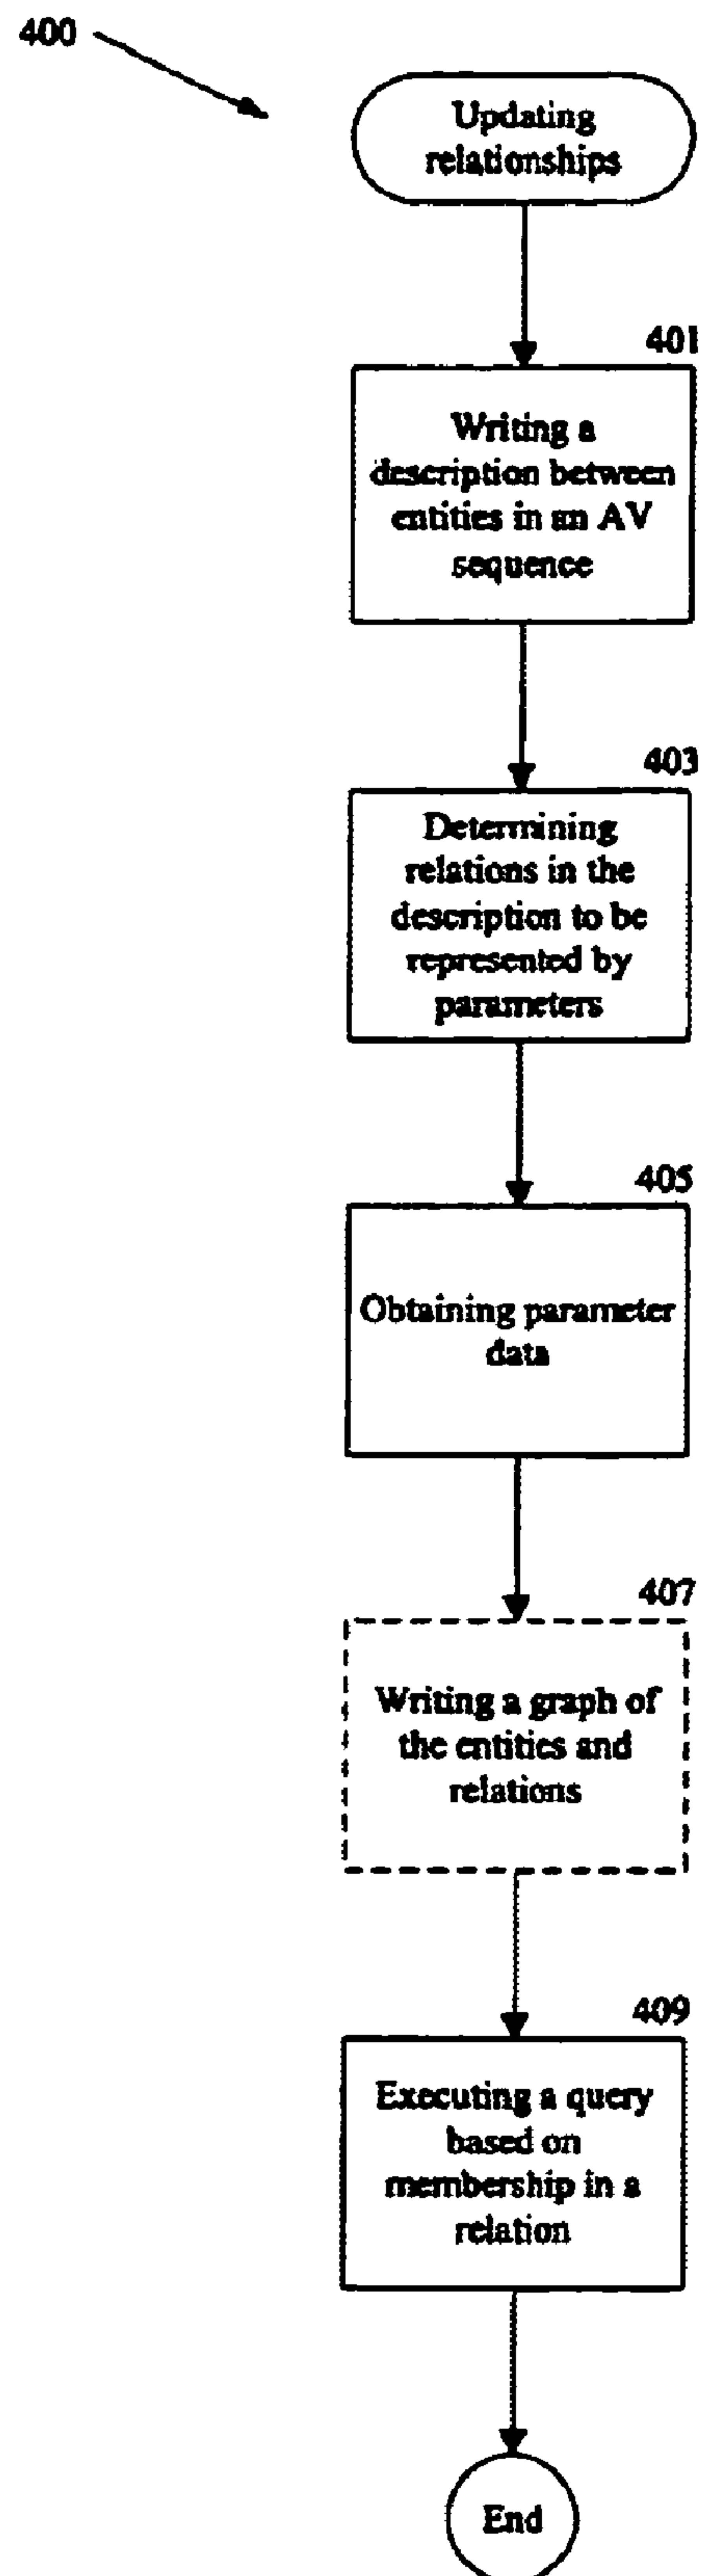 400
Updating
relationships
401
Writing a
description between
entities in an AV
sequence
403
Determining
relations in the
description to be
represented by
parameters
405
Obtaining parameter
data
407
Writing a graph of
the entities and
relations
409
Executing a query
based on
membership in a
relation
End